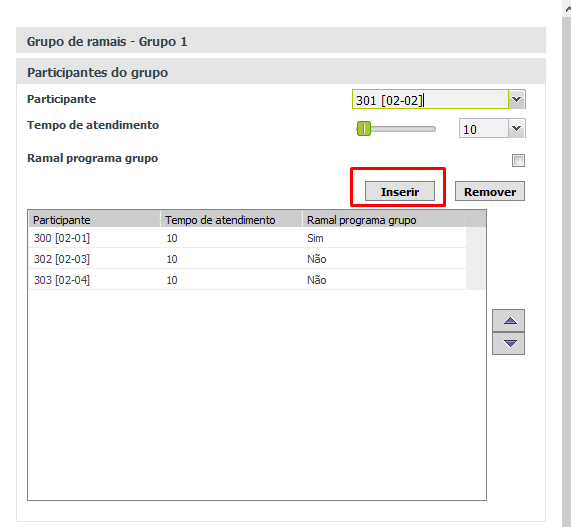 Grupo de ramais - Grupo 1
Participantes do grupo
Participante 301 [02-02]
Tempo de atendimento 10
Ramal programa grupo
Inserir Remover
Participante Tempo de atendimento Ramal programa grupo
300 [02-01] 10 Sim
302 [02-03] 10 Não
303 [02-04] 10 Não